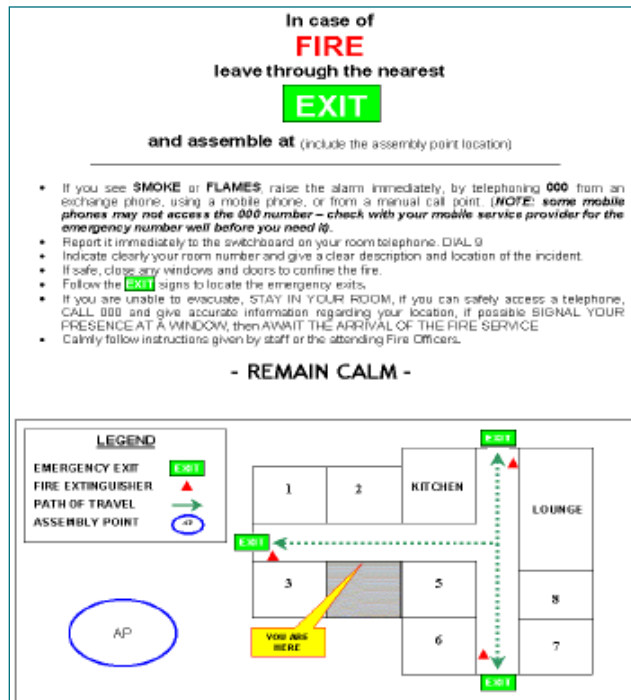 In case of
FIRE
leave through the nearest
EXIT
and assemble at (include the assembly point location)
• If you see SMOKE or FLAMES, raise the alarm immediately, by telephoning 000 from an
exchange phone, using a mobile phone, or from a manual call point. (NOTE: some mobile
phones may not access the 000 number – check with your mobile service provider for the
emergency number well before you need it).
• Report it immediately to the switchboard on your room telephone. DIAL 9
• Indicate clearly your room number and give a clear description and location of the incident.
• If safe, close any windows and doors to confine the fire.
• Follow the EXIT signs to locate the emergency exits.
• If you are unable to evacuate, STAY IN YOUR ROOM, if you can safely access a telephone,
CALL 000 and give accurate information regarding your location, if possible SIGNAL YOUR
PRESENCE AT A WINDOW, then AWAIT THE ARRIVAL OF THE FIRE SERVICE
• Calmly follow instructions given by staff or the attending Fire Officers.
- REMAIN CALM -
LEGEND
EMERGENCY EXIT EXIT
FIRE EXTINGUISHER
PATH OF TRAVEL
ASSEMBLY POINT AP
EXIT
1
2
KITCHEN
LOUNGE
EXIT
3
5
8
AP
YOU ARE
HERE
6
7
EXIT